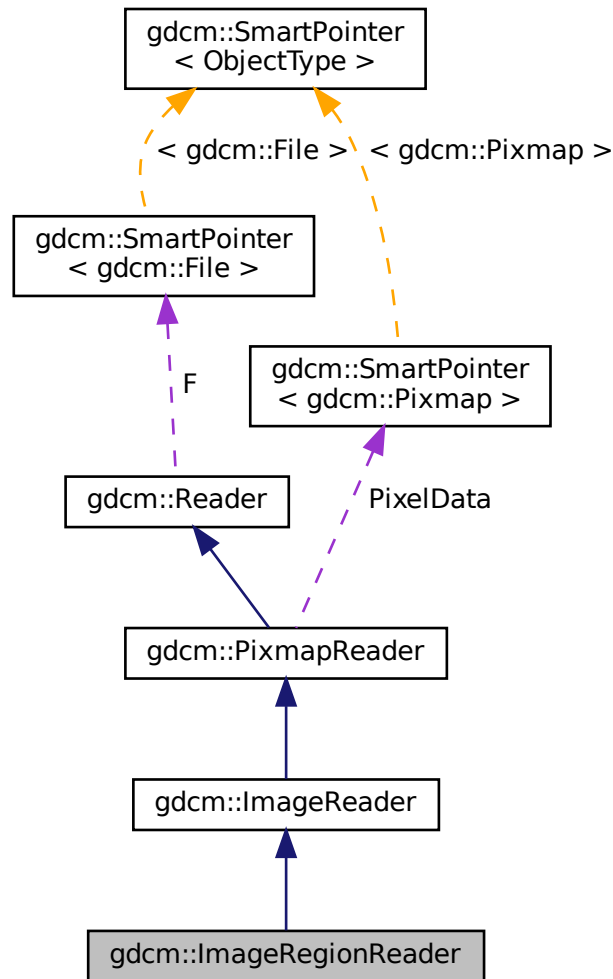 gdcm::SmartPointer
< ObjectType >
< gdcm::File >
< gdcm::Pixmap >
gdcm::SmartPointer
< gdcm::File >
gdcm::SmartPointer
< gdcm::Pixmap >
F
gdcm::Reader
PixelData
gdcm::PixmapReader
gdcm::ImageReader
gdcm::ImageRegionReader